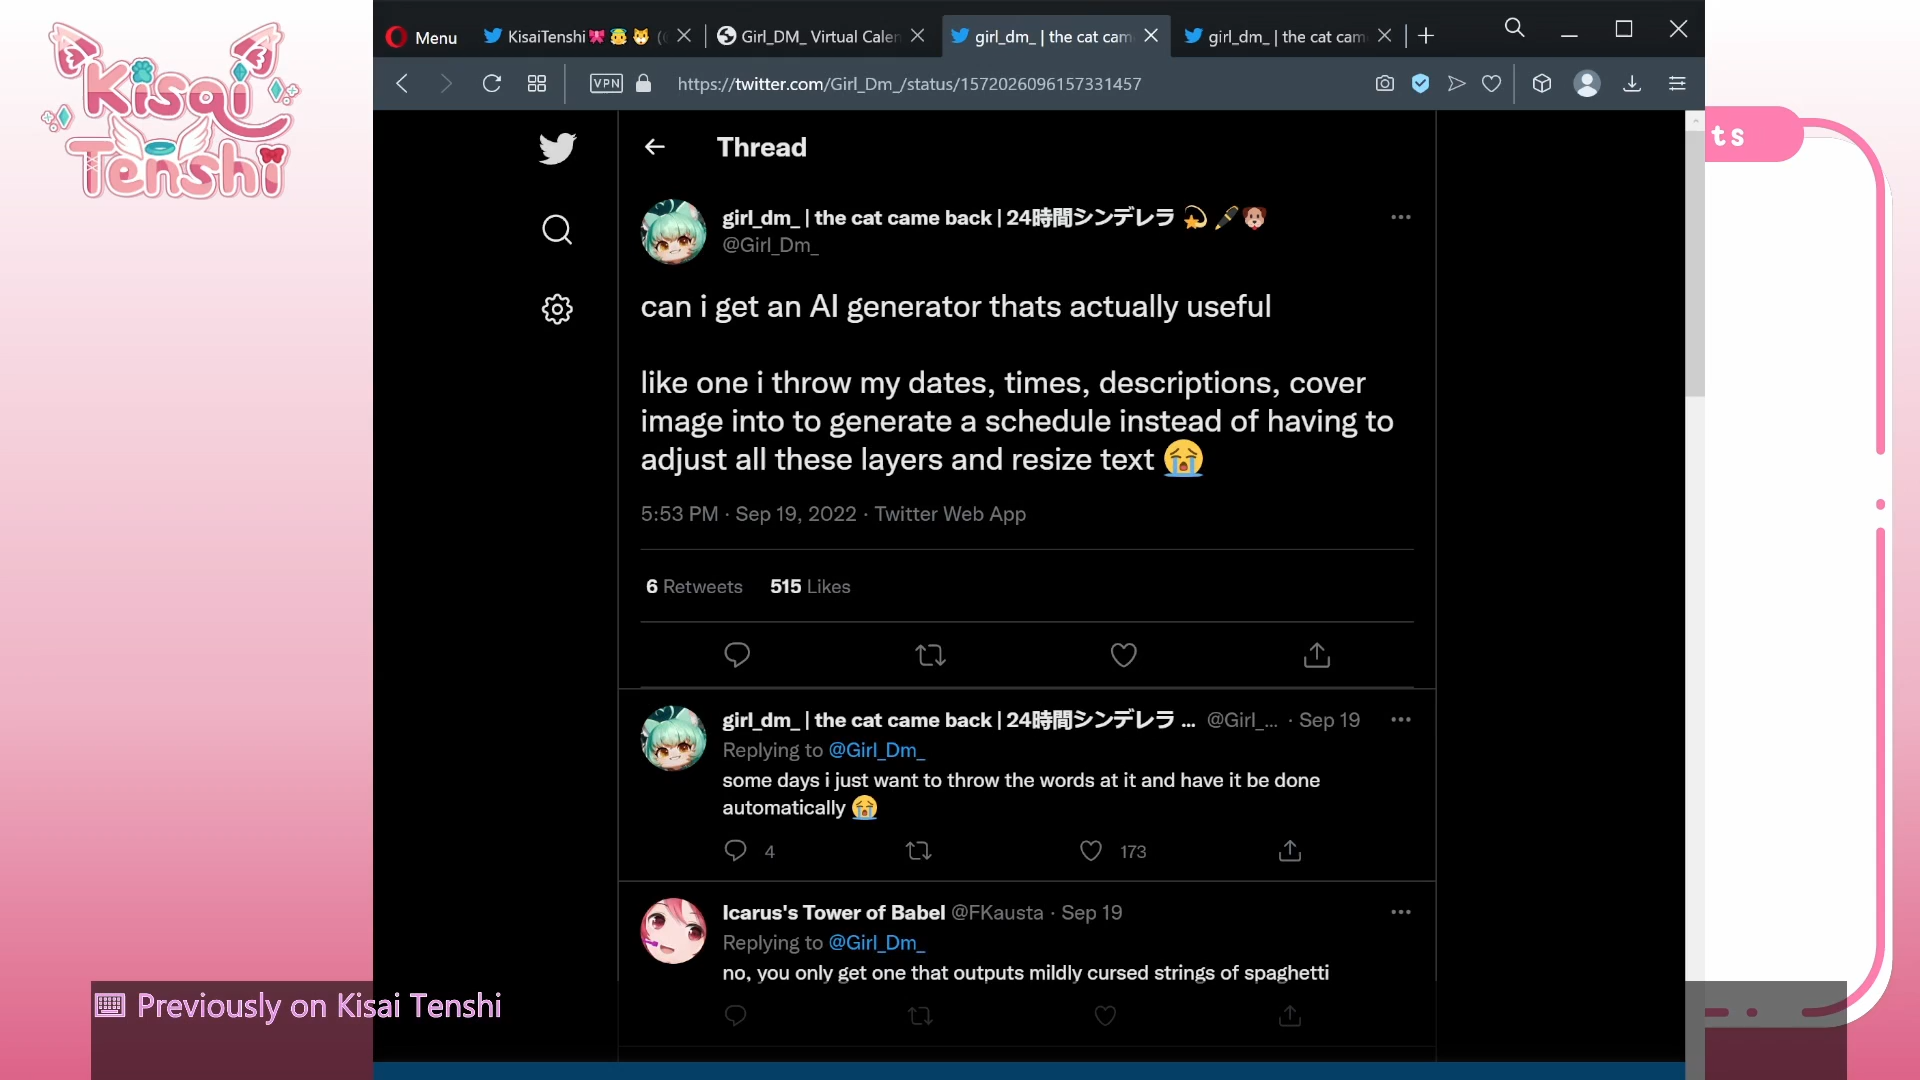 Kisai
Tenshi
Menu
KisaiTenshi🎀😇🐱 (
Girl_DM_ Virtual Calen
girl_dm_ | the cat cam
girl_dm_ | the cat cam
VPN
https://twitter.com/Girl_Dm_/status/1572026096157331457
ts
Thread
girl_dm_ | the cat came back | 24時間シンデレラ 💫🖋️🐶
@Girl_Dm_
can i get an AI generator thats actually useful
like one i throw my dates, times, descriptions, cover
image into to generate a schedule instead of having to
adjust all these layers and resize text 😭
5:53 PM · Sep 19, 2022 · Twitter Web App
6 Retweets 515 Likes
girl_dm_ | the cat came back | 24時間シンデレラ ... @Girl_... · Sep 19
Replying to @Girl_Dm_
some days i just want to throw the words at it and have it be done
automatically 😭
4 173
Icarus's Tower of Babel @FKausta · Sep 19
Replying to @Girl_Dm_
no, you only get one that outputs mildly cursed strings of spaghetti
Previously on Kisai Tenshi